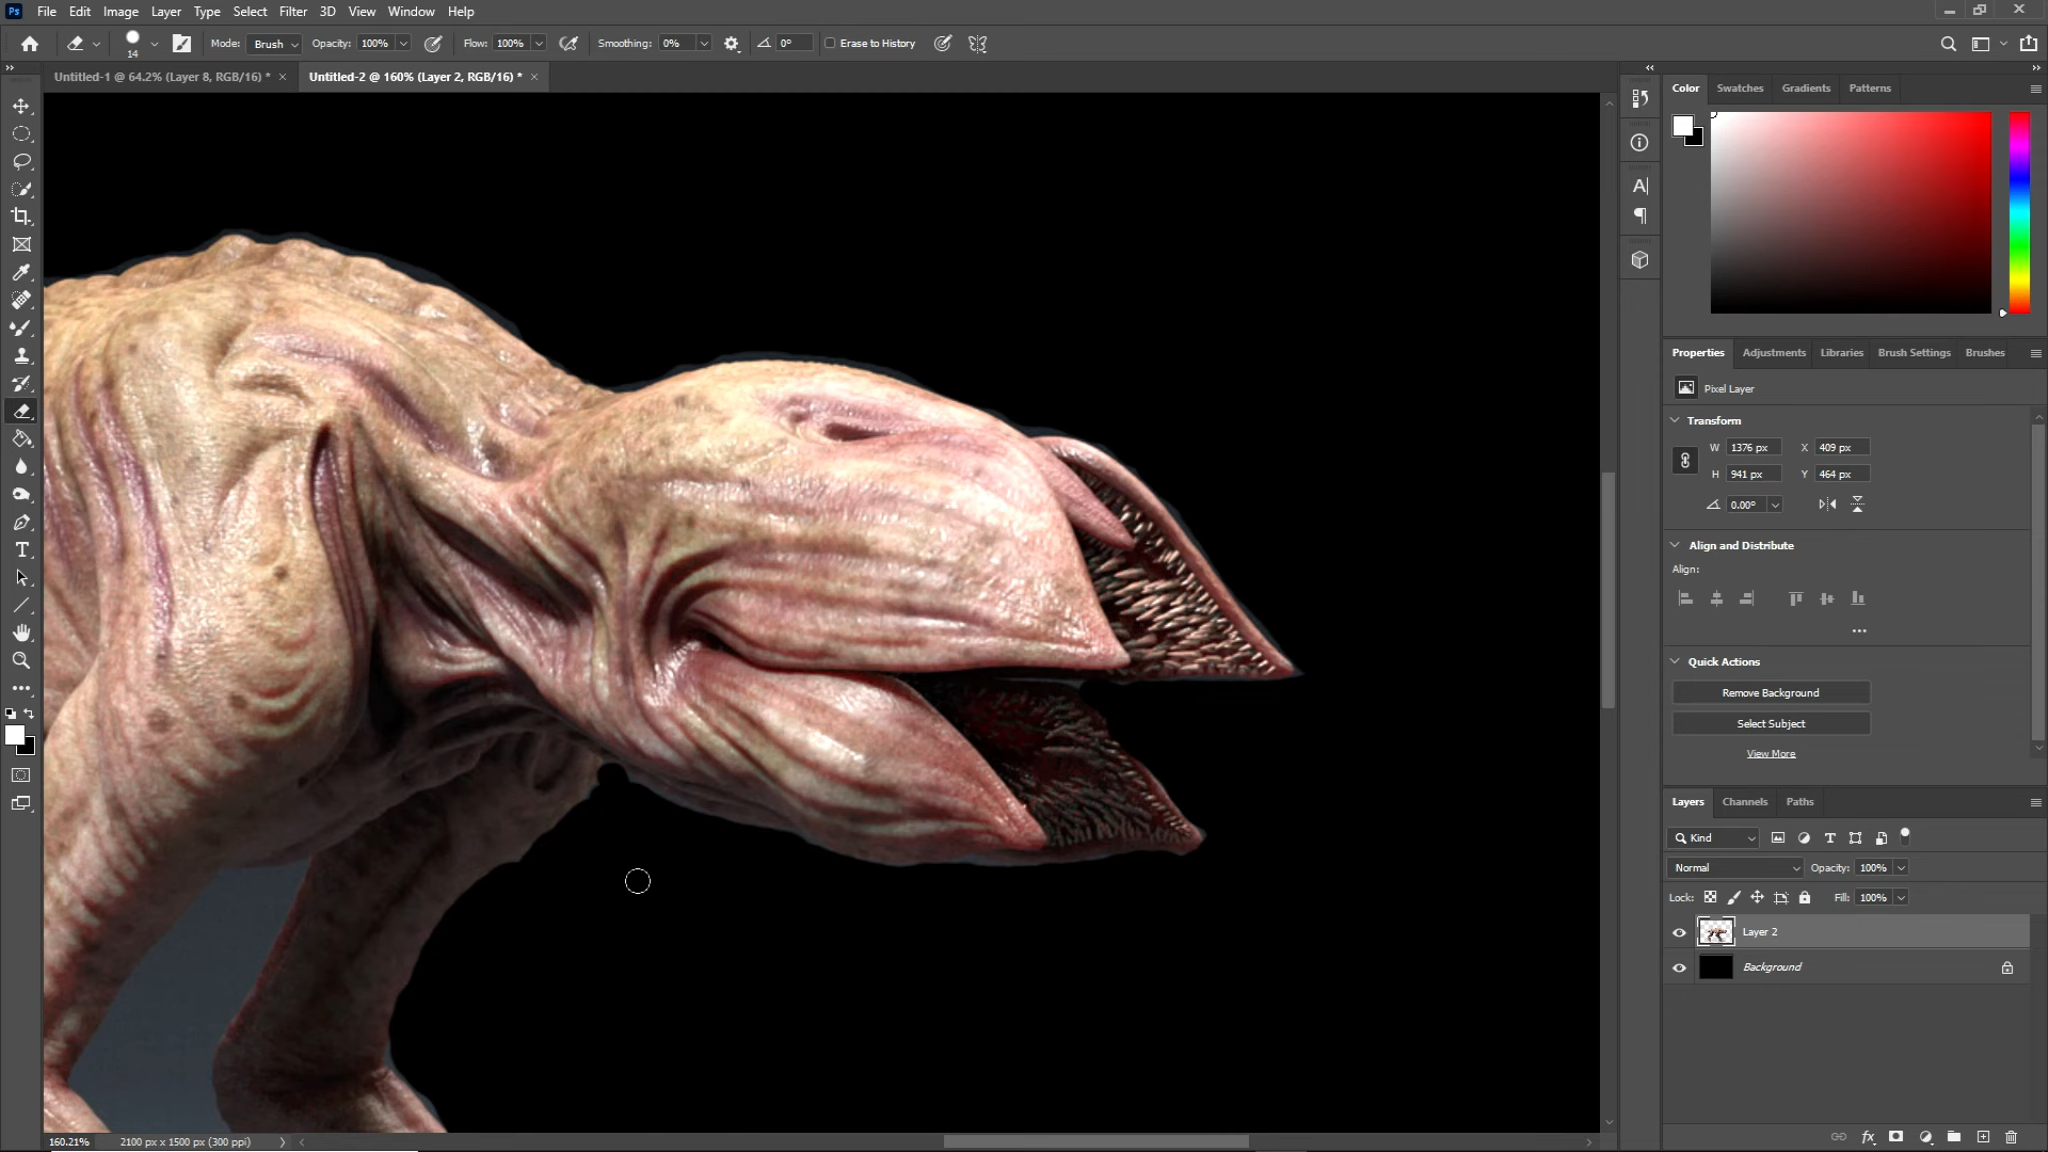 Ps File Edit Image Layer Type Select Filter 3D View Window Help
14 Mode: Brush Opacity: 100% Flow: 100% Smoothing: 0% 0° Erase to History
Untitled-1 @ 64.2% (Layer 8, RGB/16) * Untitled-2 @ 160% (Layer 2, RGB/16) *
Color Swatches Gradients Patterns
Properties Adjustments Libraries Brush Settings Brushes
Pixel Layer
Transform
W 1376 px X 409 px
H 941 px Y 464 px
0.00°
Align and Distribute
Align:
Quick Actions
Remove Background
Select Subject
View More
Layers Channels Paths
Kind
Normal Opacity: 100%
Lock: Fill: 100%
Layer 2
Background
fx
160.21% 2100 px x 1500 px (300 ppi)